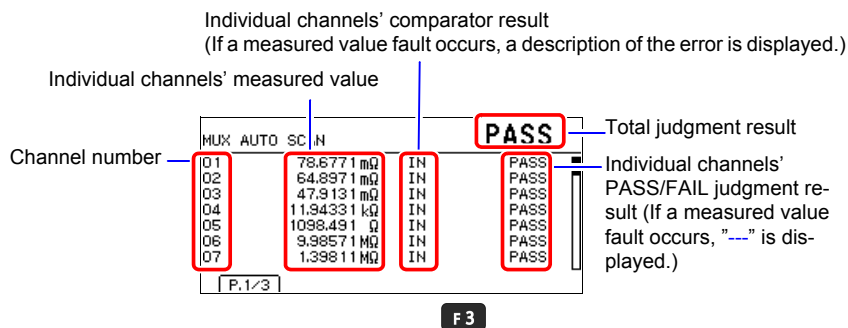 Individual channels' comparator result
(If a measured value fault occurs, a description of the error is displayed.)
Individual channels' measured value
Channel number
MUX AUTO SCAN
PASS
Total judgment result
01 78.6771 mΩ IN PASS
02 64.8971 mΩ IN PASS
03 47.9131 mΩ IN PASS
04 11.94331 kΩ IN PASS
05 1098.491 Ω IN PASS
06 9.98571 MΩ IN PASS
07 1.39811 MΩ IN PASS
Individual channels'
PASS/FAIL judgment re-
sult (If a measured value
fault occurs, "---" is dis-
played.)
P.1/3
F3